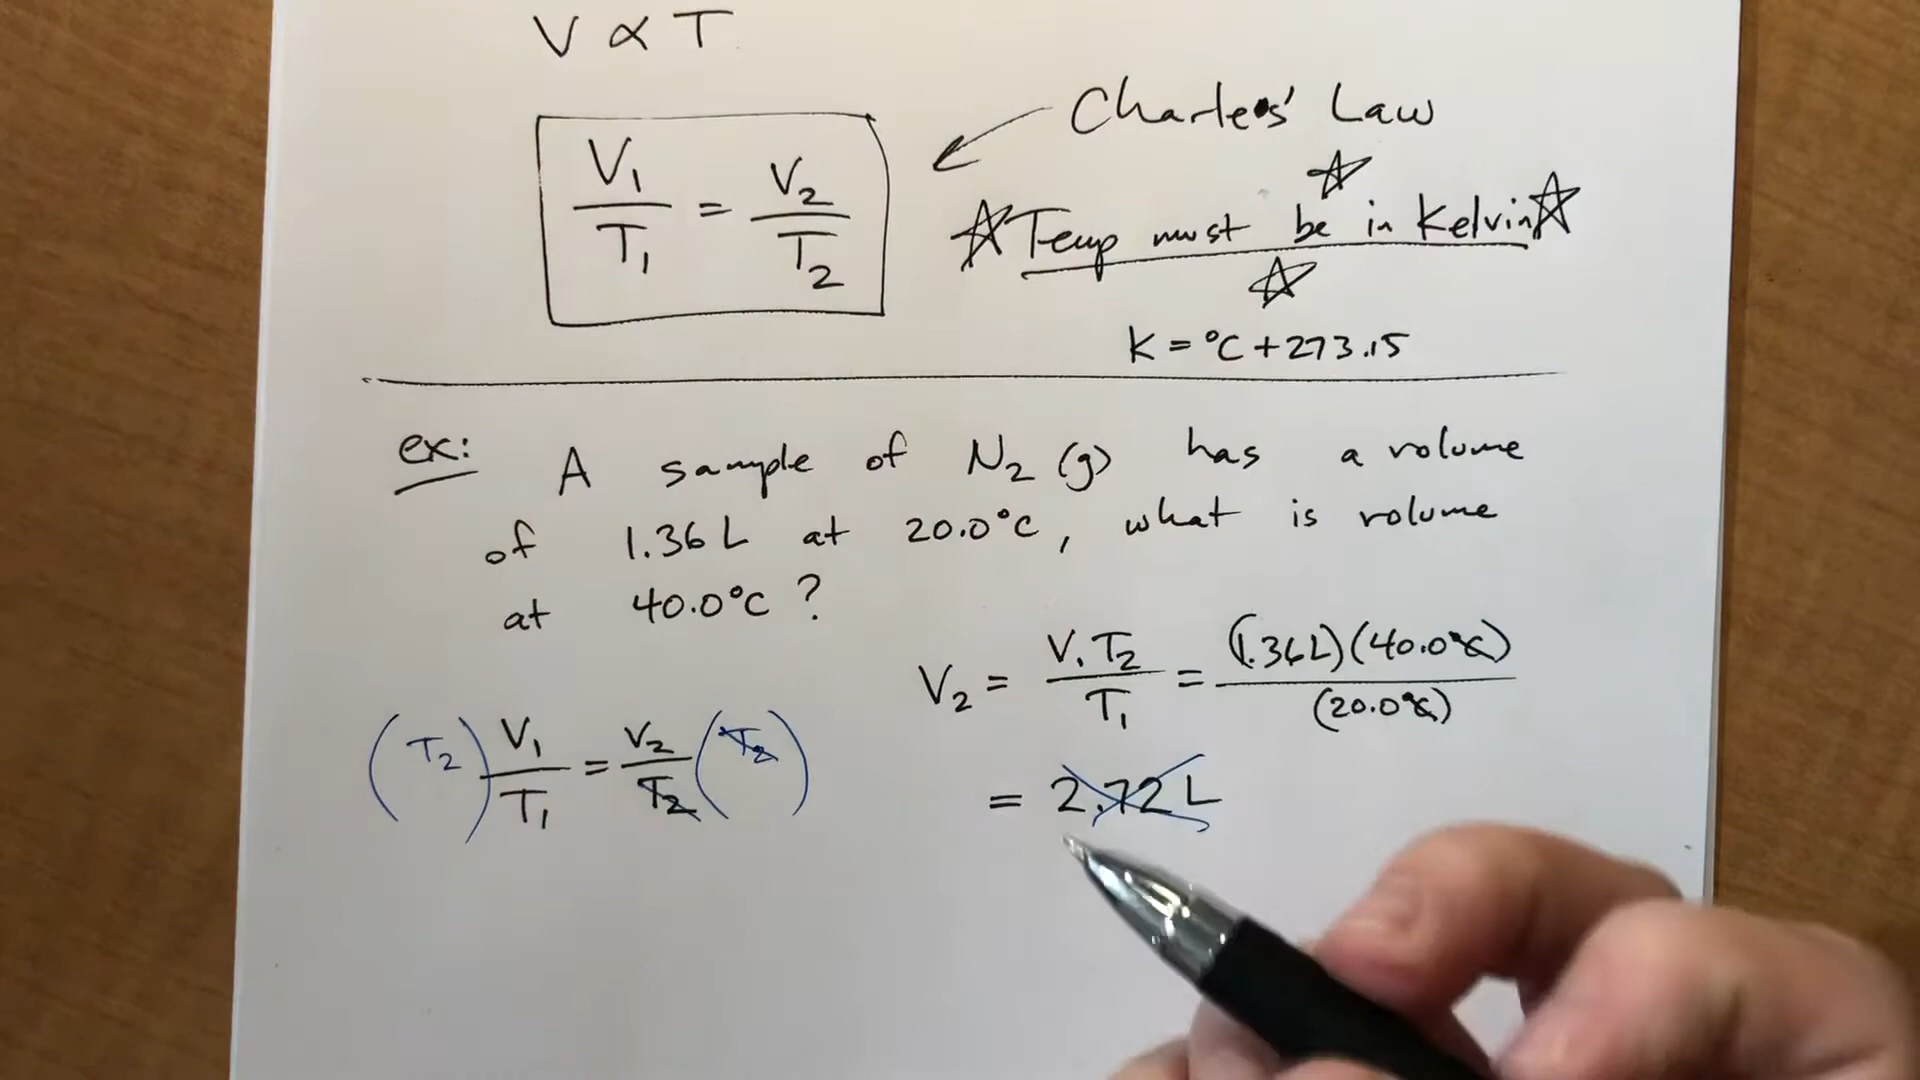 V ∝ T
V₁/T₁ = V₂/T₂
Charles' Law
☆Temp must be in Kelvin☆
K = °C + 273.15
ex: A sample of N₂ (g) has a volume
of 1.36 L at 20.0°C, what is volume
at 40.0°C ?
V₂ = V₁T₂/T₁ = (1.36L)(40.0°C)/(20.0°C)
(T₂) V₁/T₁ = V₂/T₂ (T₂)
= 2.72 L